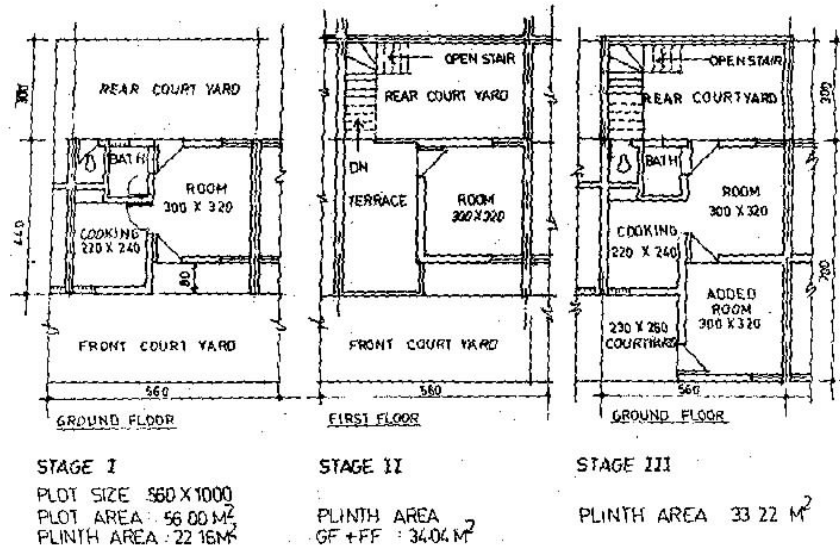 REAR COURT YARD
BATH
ROOM
300 X 320
COOKING
220 X 240
80
FRONT COURT YARD
300
440
560
GROUND FLOOR
STAGE I
PLOT SIZE 560 X 1000
PLOT AREA : 56 00 M2
PLINTH AREA : 22 16M2
OPEN STAIR
REAR COURT YARD
DN
TERRACE
ROOM
300X320
FRONT COURT YARD
560
FIRST FLOOR
STAGE II
PLINTH AREA
GF +FF : 34.04 M2
OPEN STAIR
REAR COURTYARD
BATH
ROOM
300 X 320
COOKING
220 X 240
ADDED
ROOM
300 X 320
230 X 260
COURTYARD
560
GROUND FLOOR
STAGE III
PLINTH AREA 33 22 M2